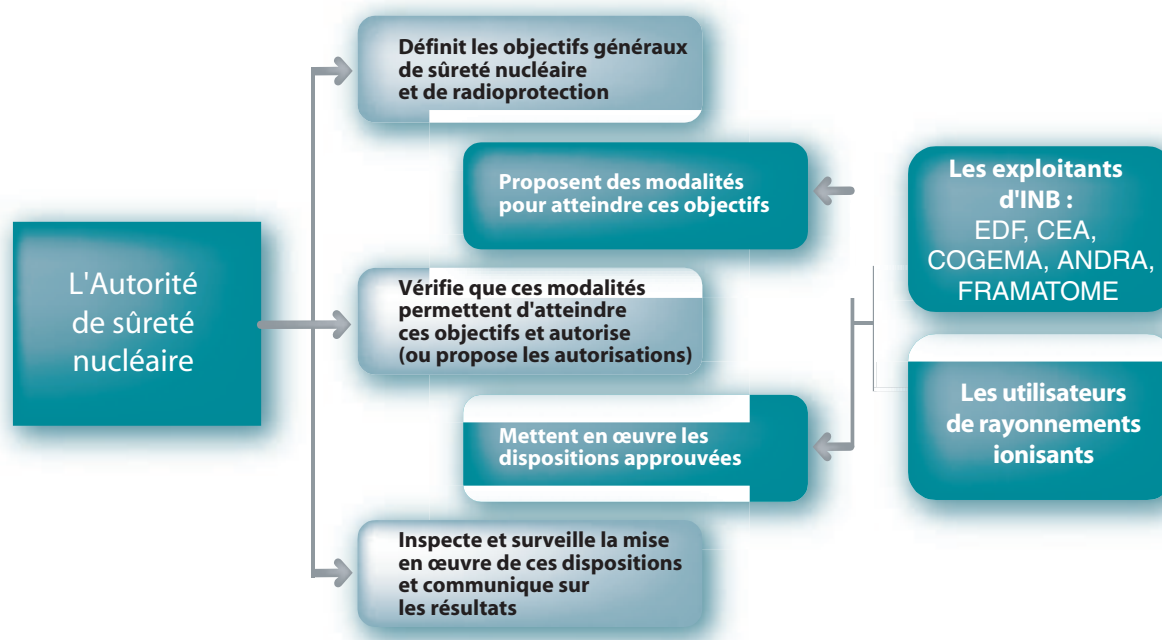 Définit les objectifs généraux
de sûreté nucléaire
et de radioprotection
Proposent des modalités
pour atteindre ces objectifs
Les exploitants
d'INB :
EDF, CEA,
COGEMA, ANDRA,
FRAMATOME
L'Autorité
de sûreté
nucléaire
Vérifie que ces modalités
permettent d'atteindre
ces objectifs et autorise
(ou propose les autorisations)
Les utilisateurs
de rayonnements
ionisants
Mettent en œuvre les
dispositions approuvées
Inspecte et surveille la mise
en œuvre de ces dispositions
et communique sur
les résultats